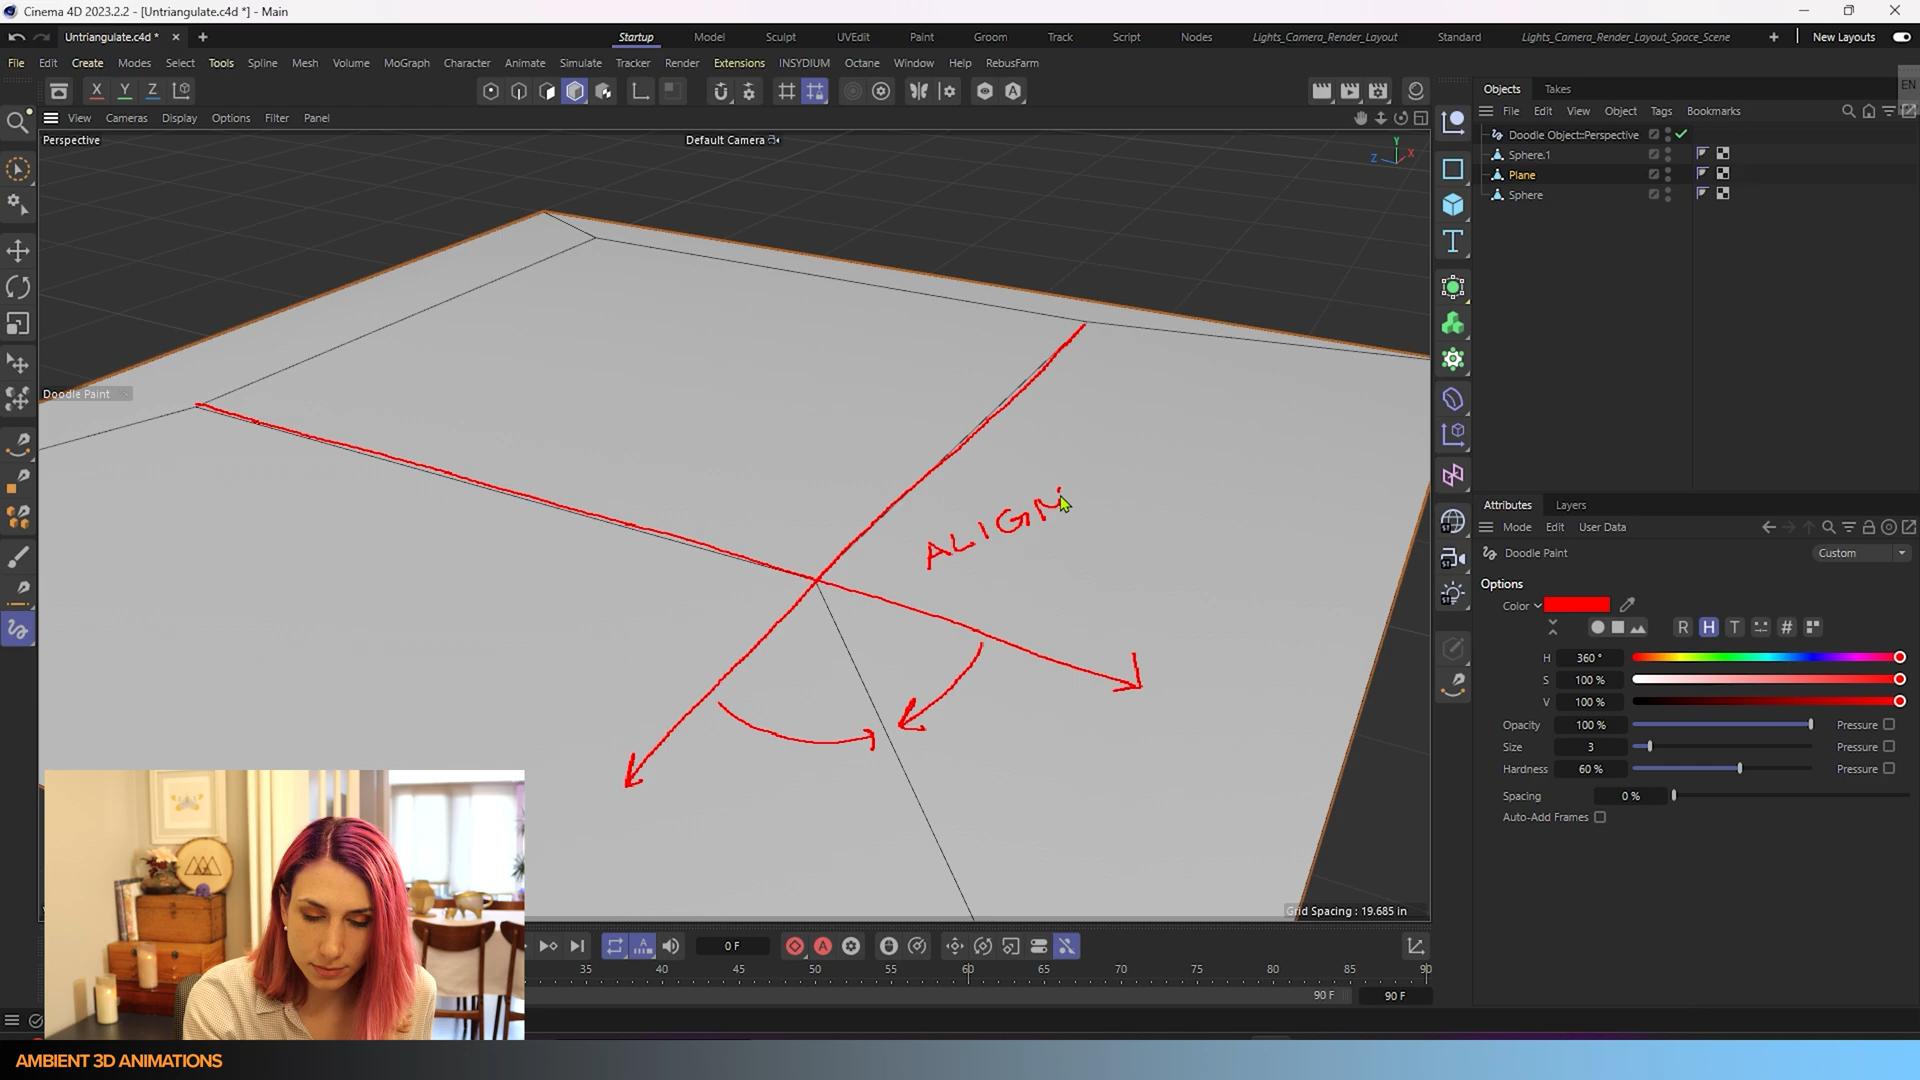 Cinema 4D 2023.2.2 - [Untriangulate.c4d *] - Main
Untriangulate.c4d *
Startup Model Sculpt UVEdit Paint Groom Track Script Nodes Lights_Camera_Render_Layout Standard Lights_Camera_Render_Layout_Space_Scene New Layouts
File Edit Create Modes Select Tools Spline Mesh Volume MoGraph Character Animate Simulate Tracker Render Extensions INSYDIUM Octane Window Help RebusFarm
X Y Z
EN
View Cameras Display Options Filter Panel
Perspective
Default Camera
Y
Z X
Doodle Paint
ALIGN
Grid Spacing : 19.685 in
Objects Takes
File Edit View Object Tags Bookmarks
Doodle Object::Perspective
Sphere.1
Plane
Sphere
Attributes Layers
Mode Edit User Data
Doodle Paint
Custom
Options
Color
R H T #
H 360 °
S 100 %
V 100 %
Opacity 100 % Pressure
Size 3 Pressure
Hardness 60 % Pressure
Spacing 0 %
Auto-Add Frames
0 F
35 40 45 50 55 60 65 70 75 80 85 90
90 F 90 F
AMBIENT 3D ANIMATIONS